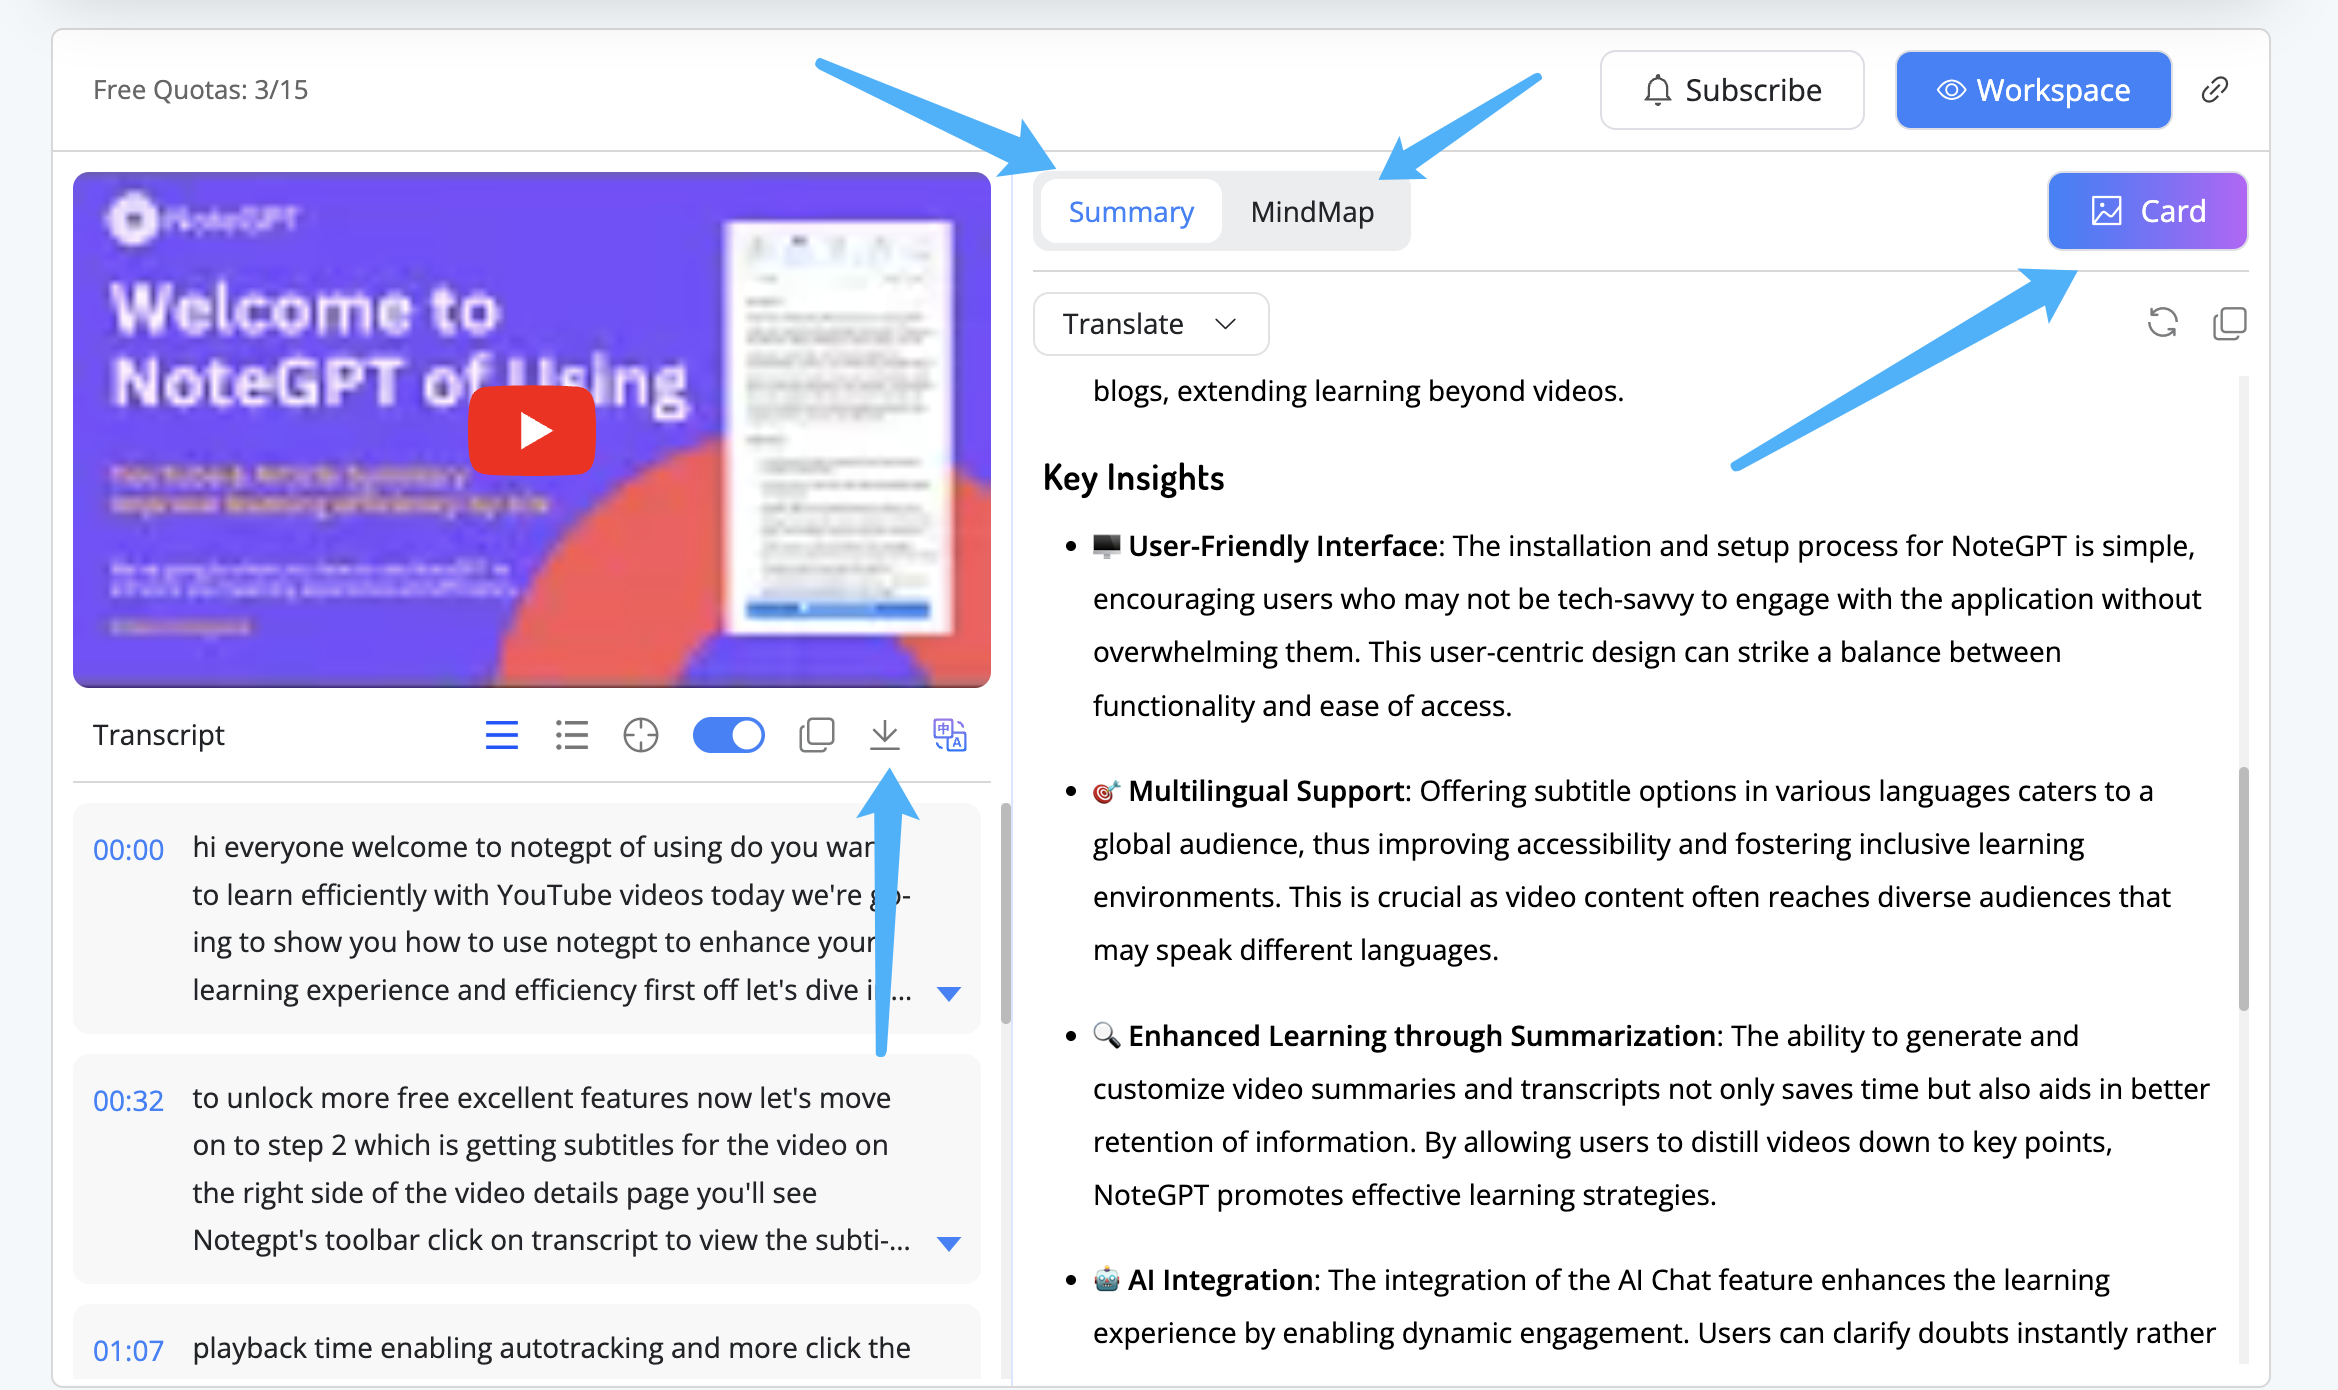 Free Quotas: 3/15
Subscribe
Workspace
NoteGPT
Welcome to
NoteGPT of Using
Summary
MindMap
Card
Translate
blogs, extending learning beyond videos.
Key Insights
User-Friendly Interface: The installation and setup process for NoteGPT is simple,
encouraging users who may not be tech-savvy to engage with the application without
overwhelming them. This user-centric design can strike a balance between
functionality and ease of access.
Multilingual Support: Offering subtitle options in various languages caters to a
global audience, thus improving accessibility and fostering inclusive learning
environments. This is crucial as video content often reaches diverse audiences that
may speak different languages.
Enhanced Learning through Summarization: The ability to generate and
customize video summaries and transcripts not only saves time but also aids in better
retention of information. By allowing users to distill videos down to key points,
NoteGPT promotes effective learning strategies.
AI Integration: The integration of the AI Chat feature enhances the learning
experience by enabling dynamic engagement. Users can clarify doubts instantly rather
Transcript
00:00
hi everyone welcome to notegpt of using do you
to learn efficiently with YouTube videos today we're go-
ing to show you how to use notegpt to enhance your
learning experience and efficiency first off let's dive
00:32
to unlock more free excellent features now let's move
on to step 2 which is getting subtitles for the video on
the right side of the video details page you'll see
Notegpt's toolbar click on transcript to view the subti-...
01:07
playback time enabling autotracking and more click the